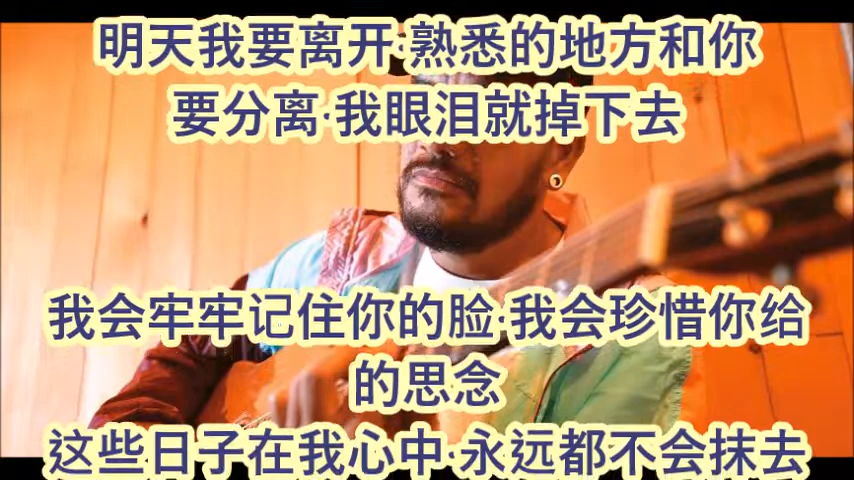 明天我要离开·熟悉的地方和你
要分离·我眼泪就掉下去
我会牢牢记住你的脸·我会珍惜你给
的思念
这些日子在我心中·永远都不会抹去